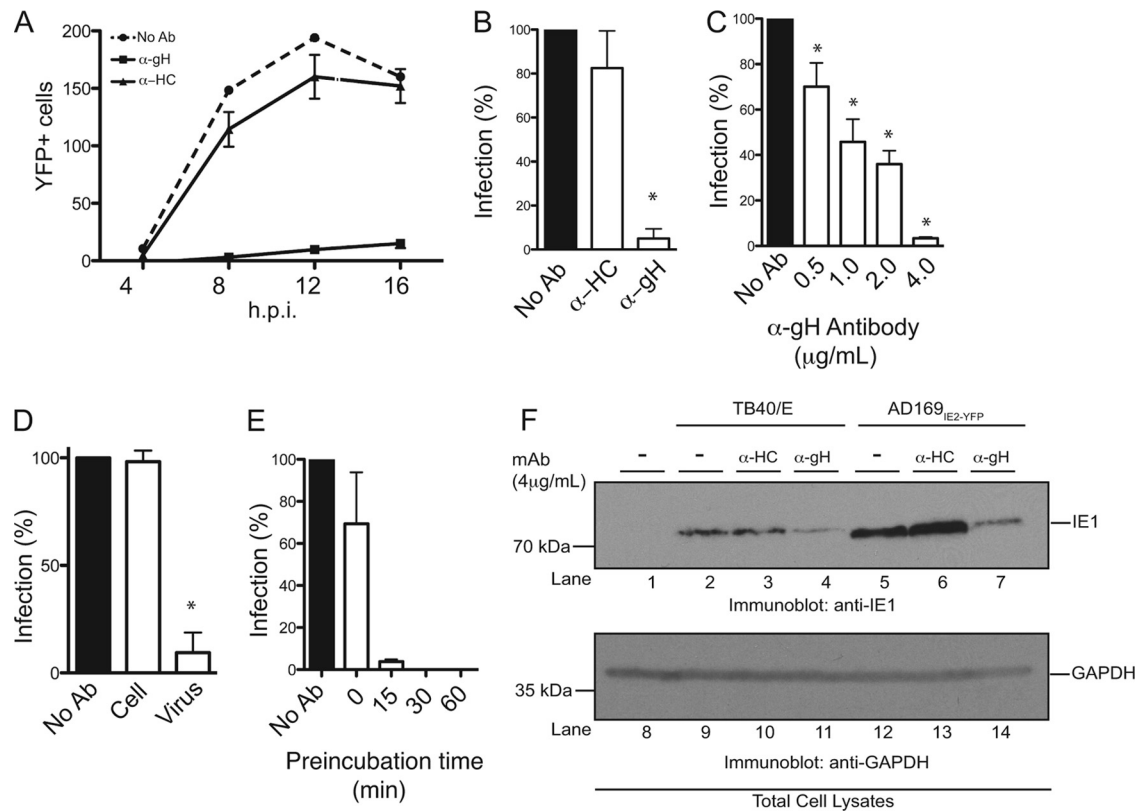 A
No Ab
α-gH
α–HC
YFP+ cells
200
150
100
50
0
4
8
12
16
h.p.i.
B
Infection (%)
100
80
60
40
20
0
*
No Ab
α–HC
α–gH
C
Infection (%)
100
80
60
40
20
0
*
*
*
*
No Ab
0.5
1.0
2.0
4.0
α-gH Antibody
(µg/mL)
D
Infection (%)
100
50
0
*
No Ab
Cell
Virus
E
Infection (%)
100
80
60
40
20
0
No Ab
0
15
30
60
Preincubation time
(min)
F
TB40/E
AD169IE2-YFP
mAb
(4µg/mL)
- - α-HC α-gH - α-HC α-gH
IE1
70 kDa
Lane 1 2 3 4 5 6 7
Immunoblot: anti-IE1
GAPDH
35 kDa
Lane 8 9 10 11 12 13 14
Immunoblot: anti-GAPDH
Total Cell Lysates